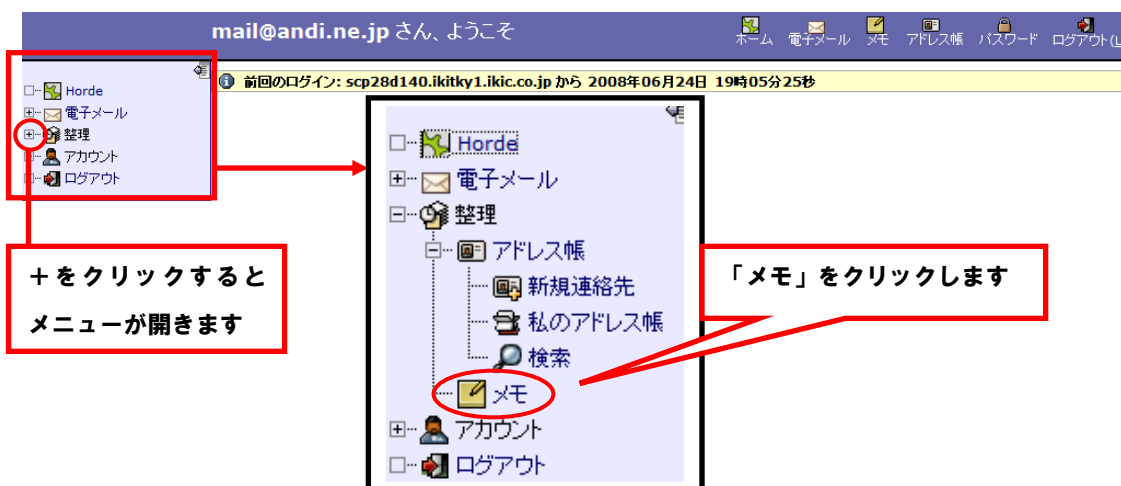 mail@andi.ne.jp さん、ようこそ
ホーム 電子メール メモ アドレス帳 パスワード ログアウト(L
前回のログイン: scp28d140.ikitky1.ikic.co.jp から 2008年06月24日 19時05分25秒
Horde
電子メール
整理
アカウント
ログアウト
Horde
電子メール
整理
アドレス帳
新規連絡先
私のアドレス帳
検索
メモ
アカウント
ログアウト
+をクリックすると
メニューが開きます
「メモ」をクリックします